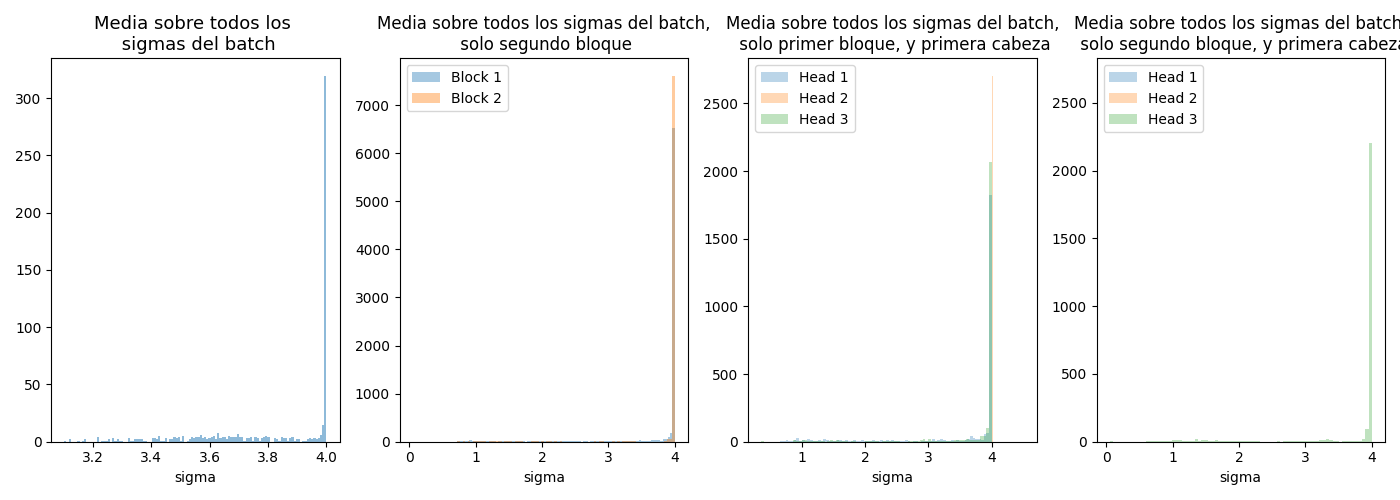 Media sobre todos los
sigmas del batch
300
250
200
150
100
50
0
3.2 3.4 3.6 3.8 4.0
sigma
Media sobre todos los sigmas del batch,
solo segundo bloque
Block 1
Block 2
7000
6000
5000
4000
3000
2000
1000
0
0 1 2 3 4
sigma
Media sobre todos los sigmas del batch,
solo primer bloque, y primera cabeza
Head 1
Head 2
Head 3
2500
2000
1500
1000
500
0
1 2 3 4
sigma
Media sobre todos los sigmas del batch
solo segundo bloque, y primera cabeza
Head 1
Head 2
Head 3
2500
2000
1500
1000
500
0
0 1 2 3 4
sigma